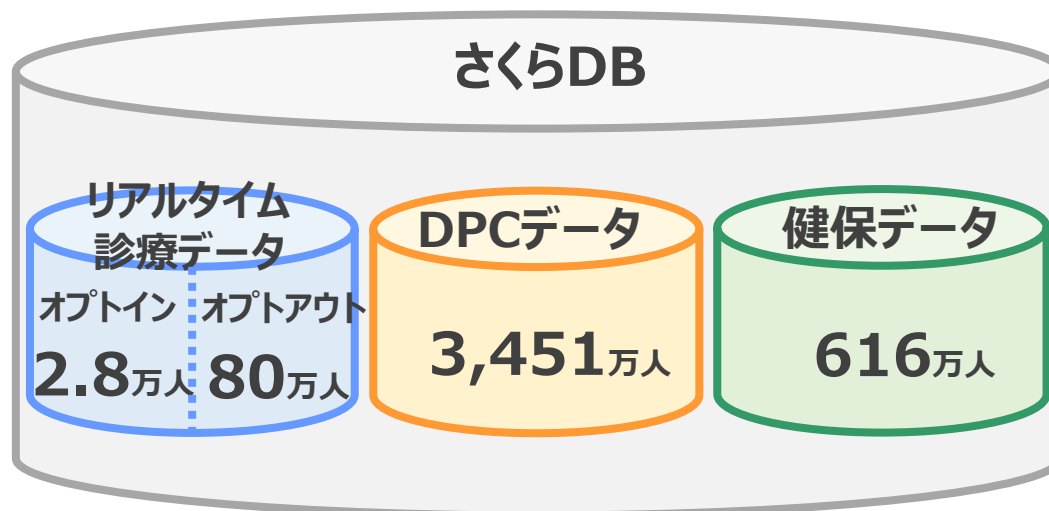 さくらDB
リアルタイム
診療データ
オプトイン
オプトアウト
2.8万人
80万人
DPCデータ
3,451万人
健保データ
616万人